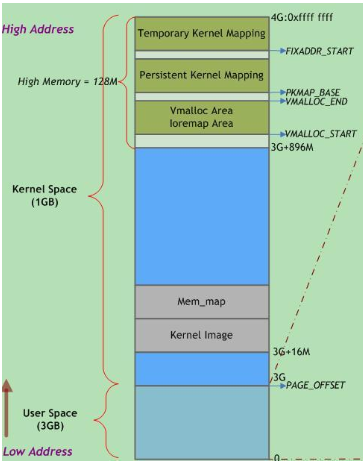 High Address
4G:0xffff ffff
Temporary Kernel Mapping
FIXADDR_START
High Memory = 128M
Persistent Kernel Mapping
PKMAP_BASE
VMALLOC_END
Vmalloc Area
Ioremap Area
VMALLOC_START
3G+896M
Kernel Space
(1GB)
Mem_map
Kernel Image
3G+16M
3G
PAGE_OFFSET
User Space
(3GB)
Low Address
0